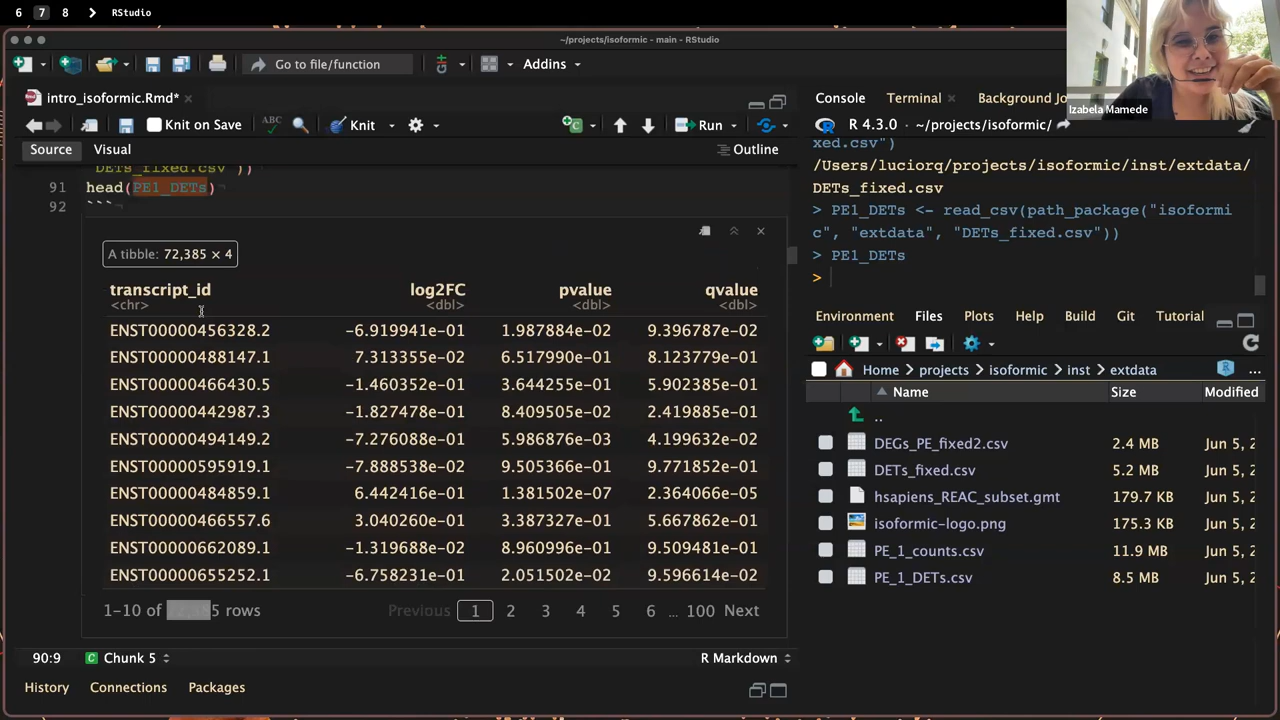 6 7 8 RStudio
~/projects/isoformic - main - RStudio
Go to file/function Addins
intro_isoformic.Rmd*
Knit on Save ABC Knit Run
Source Visual Outline
DETs_fixed.csv"))
91 head(PE1_DETs)
92 ```
A tibble: 72,385 × 4
transcript_id log2FC pvalue qvalue
<chr> <dbl> <dbl> <dbl>
ENST00000456328.2 -6.919941e-01 1.987884e-02 9.396787e-02
ENST00000488147.1 7.313355e-02 6.517990e-01 8.123779e-01
ENST00000466430.5 -1.460352e-01 3.644255e-01 5.902385e-01
ENST00000442987.3 -1.827478e-01 8.409505e-02 2.419885e-01
ENST00000494149.2 -7.276088e-01 5.986876e-03 4.199632e-02
ENST00000595919.1 -7.888538e-02 9.505366e-01 9.771852e-01
ENST00000484859.1 6.442416e-01 1.381502e-07 2.364066e-05
ENST00000466557.6 3.040260e-01 3.387327e-01 5.667862e-01
ENST00000662089.1 -1.319688e-02 8.960996e-01 9.509481e-01
ENST00000655252.1 -6.758231e-01 2.051502e-02 9.596614e-02
1-10 of 5 rows Previous 1 2 3 4 5 6 ... 100 Next
90:9 Chunk 5 R Markdown
History Connections Packages
Izabela Mamede
Console Terminal Background Jo
R 4.3.0 · ~/projects/isoformic/
xed.csv")
/Users/luciorq/projects/isoformic/inst/extdata/
DETs_fixed.csv
> PE1_DETs <- read_csv(path_package("isoformi
c", "extdata", "DETs_fixed.csv"))
> PE1_DETs
>
Environment Files Plots Help Build Git Tutorial
Home projects isoformic inst extdata ...
Name Size Modified
..
DEGs_PE_fixed2.csv 2.4 MB Jun 5, 2
DETs_fixed.csv 5.2 MB Jun 5, 2
hsapiens_REAC_subset.gmt 179.7 KB Jun 5, 2
isoformic-logo.png 175.3 KB Jun 5, 2
PE_1_counts.csv 11.9 MB Jun 5, 2
PE_1_DETs.csv 8.5 MB Jun 5, 2